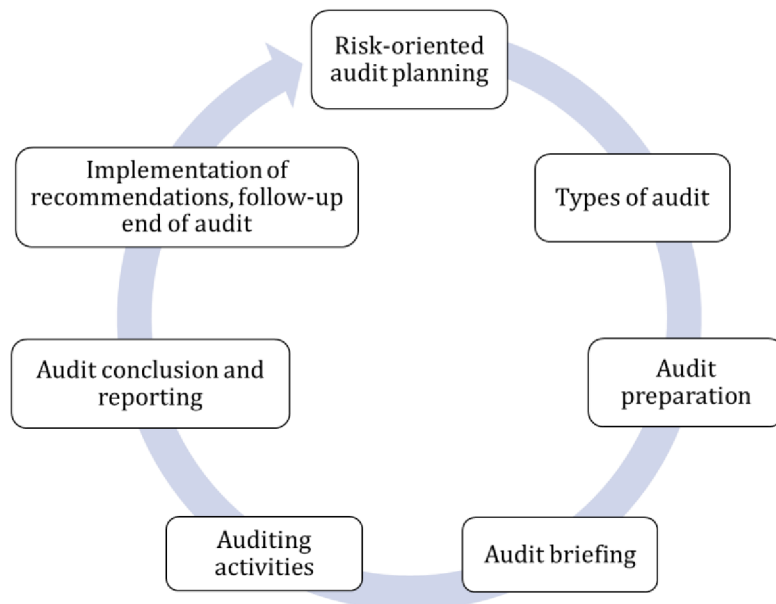 Risk-oriented
audit planning
Types of audit
Audit
preparation
Audit briefing
Auditing
activities
Audit conclusion and
reporting
Implementation of
recommendations, follow-up
end of audit